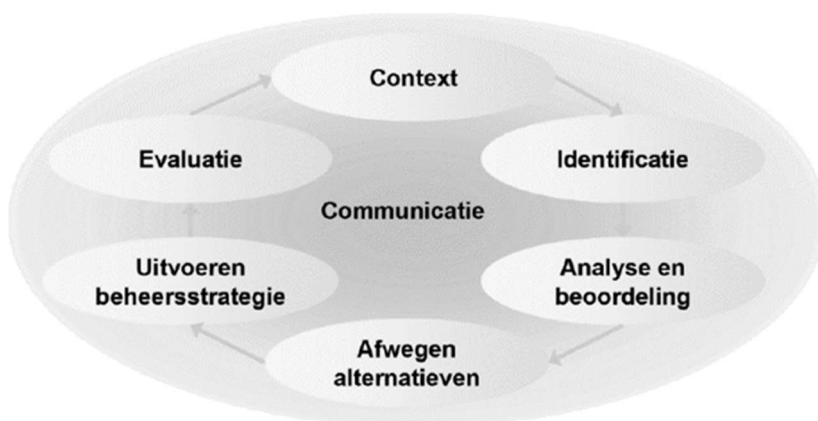 Context
Evaluatie
Identificatie
Communicatie
Uitvoeren
beheersstrategie
Analyse en
beoordeling
Afwegen
alternatieven